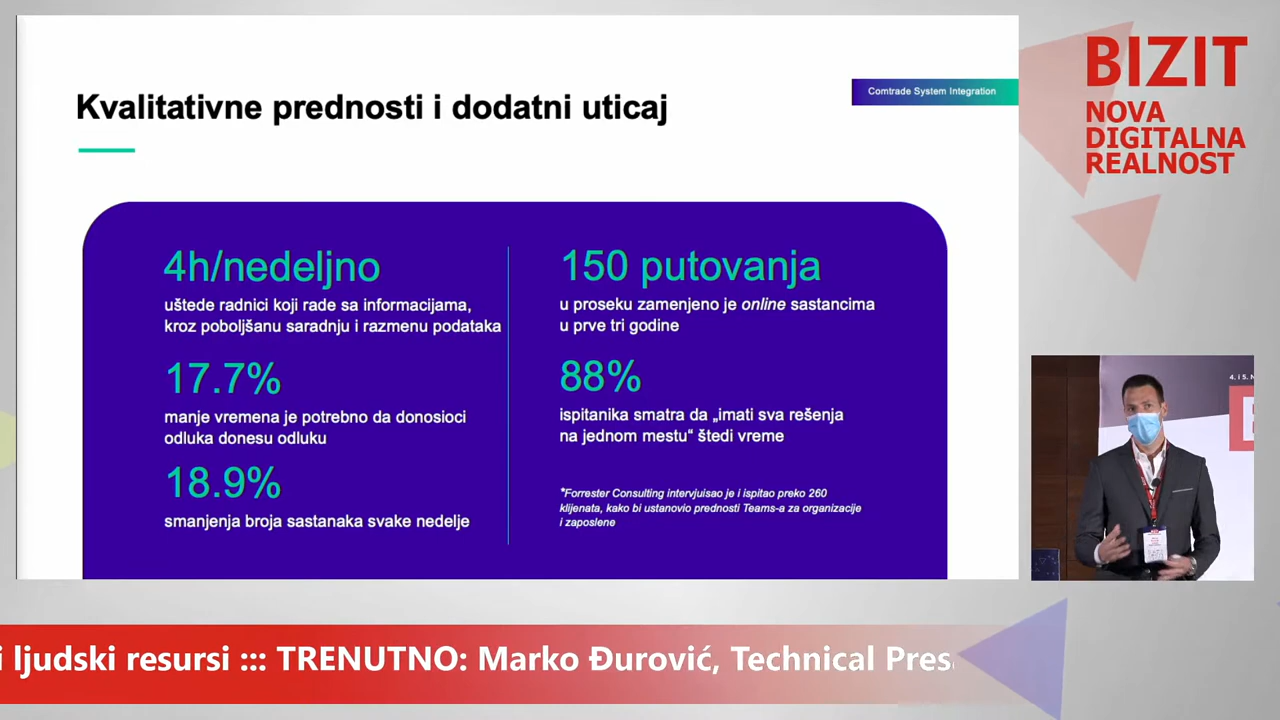 Kvalitativne prednosti i dodatni uticaj
Comtrade System Integration
BIZIT
NOVA
DIGITALNA
REALNOST
4h/nedeljno
uštede radnici koji rade sa informacijama,
kroz poboljšanu saradnju i razmenu podataka
17.7%
manje vremena je potrebno da donosioci
odluka donesu odluku
18.9%
smanjenja broja sastanaka svake nedelje
150 putovanja
u proseku zamenjeno je online sastancima
u prve tri godine
88%
ispitanika smatra da „imati sva rešenja
na jednom mestu“ štedi vreme
*Forrester Consulting intervjuisao je i ispitao preko 260
klijenata, kako bi ustanovio prednosti Teams-a za organizacije
i zaposlene
4. i 5. N
i ljudski resursi ::: TRENUTNO: Marko Đurović, Technical Pres